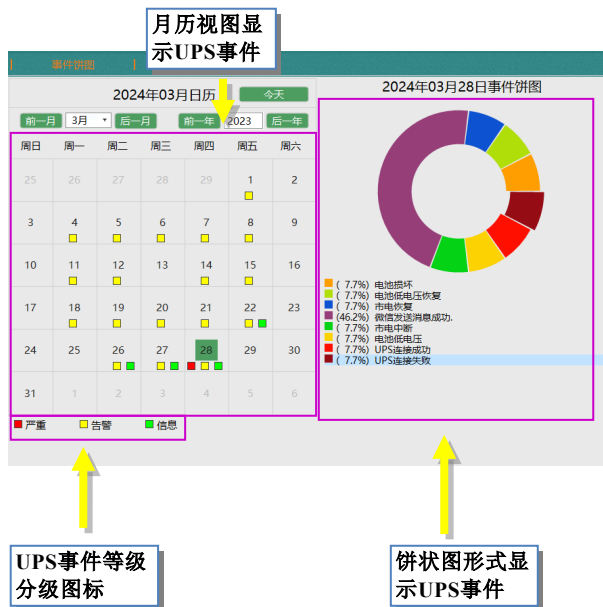 月历视图显
示UPS事件
事件饼图
2024年03月日历
今天
前一月 3月 后一月 前一年 2023 后一年
周日 周一 周二 周三 周四 周五 周六
25 26 27 28 29 1 2
3 4 5 6 7 8 9
10 11 12 13 14 15 16
17 18 19 20 21 22 23
24 25 26 27 28 29 30
31 1 2 3 4 5 6
严重 告警 信息
2024年03月28日事件饼图
( 7.7%) 电池损坏
( 7.7%) 电池低电压恢复
( 7.7%) 市电恢复
(46.2%) 微信发送消息成功.
( 7.7%) 市电中断
( 7.7%) 电池低电压
( 7.7%) UPS连接成功
( 7.7%) UPS连接失败
UPS事件等级
分级图标
饼状图形式显
示UPS事件